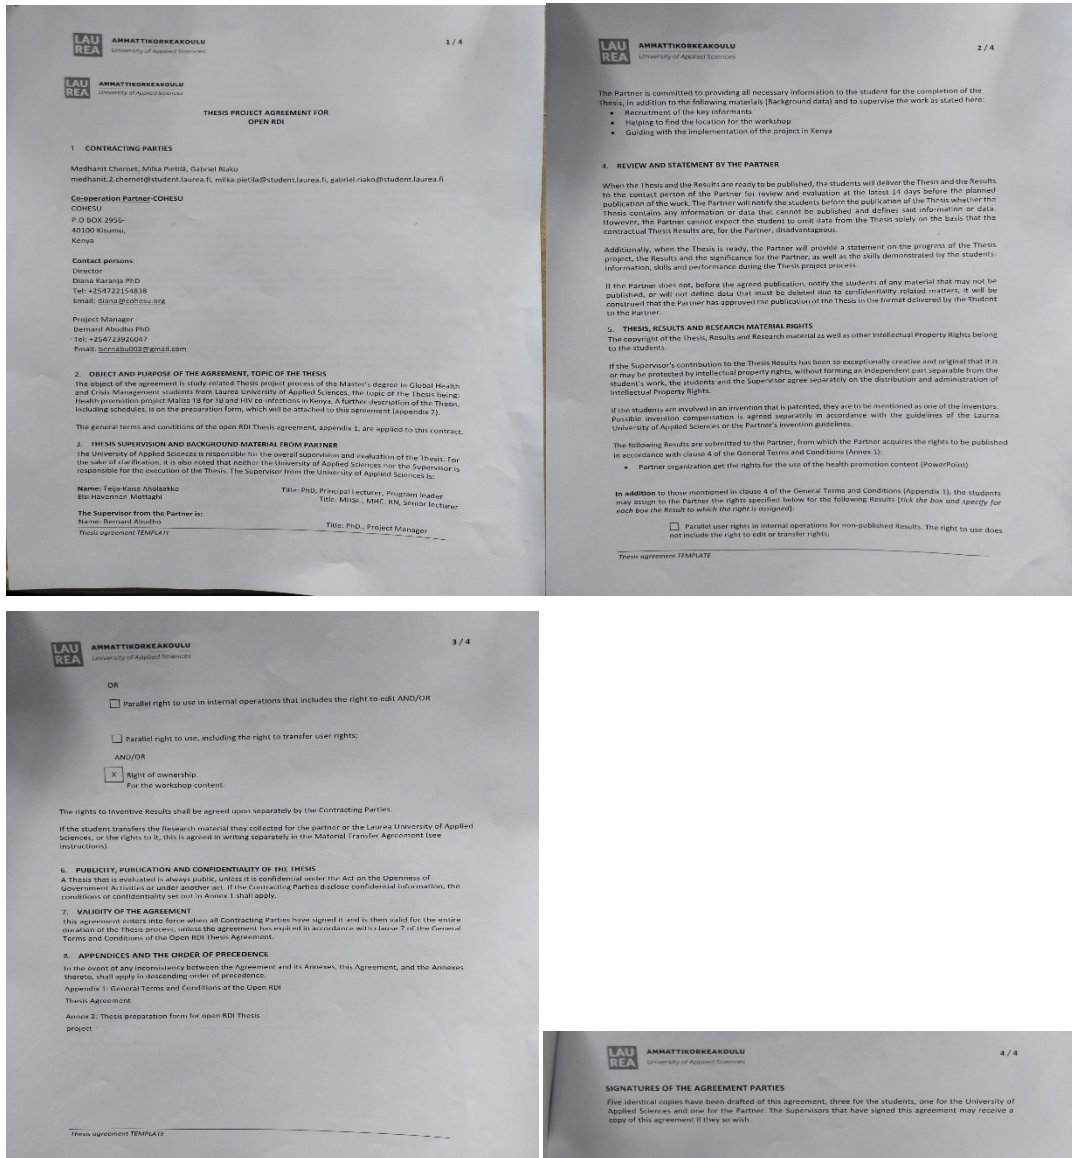 LAU
REA
AMMATTIKORKEAKOULU
University of Applied Sciences
1 / 4
LAU
REA
AMMATTIKORKEAKOULU
University of Applied Sciences
THESIS PROJECT AGREEMENT FOR
OPEN RDI
1 CONTRACTING PARTIES
Medhanit Chernet, Milka Pietilä, Gabriel Riako
medhanit.2.chernet@student.laurea.fi, milka.pietila@student.laurea.fi, gabriel.riako@student.laurea.fi
Co-operation Partner-COHESU
COHESU
P.O BOX 2956-
40100 Kisumu,
Kenya
Contact persons:
Director
Diana Karanja PhD
Tel: +254722154838
Email: diana@cohesu.org
Project Manager
Bernard Abudho PhD
Tel: +254723926047
Email: bernabu002@gmail.com
2. OBJECT AND PURPOSE OF THE AGREEMENT, TOPIC OF THE THESIS
The object of the agreement is study-related Thesis project process of the Master's degree in Global Health
and Crisis Management students from Laurea University of Applied Sciences, the topic of the Thesis being:
Health promotion project Maliza TB for TB and HIV co-infections in Kenya. A further description of the Thesis,
including schedules, is on the preparation form, which will be attached to this agreement (appendix 2).
The general terms and conditions of the open RDI Thesis agreement, appendix 1, are applied to this contract.
3. THESIS SUPERVISION AND BACKGROUND MATERIAL FROM PARTNER
The University of Applied Sciences is responsible for the overall supervision and evaluation of the Thesis. For
the sake of clarification, it is also noted that neither the University of Applied Sciences nor the Supervisor is
responsible for the execution of the Thesis. The Supervisor from the University of Applied Sciences is:
Name: Teija-Kaisa Aholaakko Title: PhD, Principal Lecturer, Program leader
Elsi Haverinen Mottaghi Title: MHSc., MHC, RN, Senior lecturer
The Supervisor from the Partner is:
Name: Bernard Abudho Title: PhD., Project Manager
Thesis agreement TEMPLATE
LAU
REA
AMMATTIKORKEAKOULU
University of Applied Sciences
2 / 4
The Partner is committed to providing all necessary information to the student for the completion of the
Thesis, in addition to the following materials (Background data) and to supervise the work as stated here:
• Recruitment of the key informants
• Helping to find the location for the workshop
• Guiding with the implementation of the project in Kenya
4. REVIEW AND STATEMENT BY THE PARTNER
When the Thesis and the Results are ready to be published, the students will deliver the Thesis and the Results
to the contact person of the Partner for review and evaluation at the latest 14 days before the planned
publication of the work. The Partner will notify the students before the publication of the Thesis whether the
Thesis contains any information or data that cannot be published and defines said information or data.
However, the Partner cannot expect the student to omit data from the Thesis solely on the basis that the
contractual Thesis Results are, for the Partner, disadvantageous.
Additionally, when the Thesis is ready, the Partner will provide a statement on the progress of the Thesis
project, the Results and the significance for the Partner, as well as the skills demonstrated by the students:
information, skills and performance during the Thesis project process.
If the Partner does not, before the agreed publication, notify the students of any material that may not be
published, or will not define data that must be deleted due to confidentiality related matters, it will be
construed that the Partner has approved the publication of the Thesis in the format delivered by the Student
to the Partner.
5. THESIS, RESULTS AND RESEARCH MATERIAL RIGHTS
The copyright of the Thesis, Results and Research material as well as other Intellectual Property Rights belong
to the students.
If the Supervisor's contribution to the Thesis Results has been so exceptionally creative and original that it is
or may be protected by intellectual property rights, without forming an independent part separable from the
student's work, the students and the Supervisor agree separately on the distribution and administration of
Intellectual Property Rights.
If the students are involved in an invention that is patented, they are to be mentioned as one of the inventors.
Possible invention compensation is agreed separately in accordance with the guidelines of the Laurea
University of Applied Sciences or the Partner's invention guidelines.
The following Results are submitted to the Partner, from which the Partner acquires the rights to be published
in accordance with clause 4 of the General Terms and Conditions (Annex 1):
• Partner organization get the rights for the use of the health promotion content (PowerPoint)
In addition to those mentioned in clause 4 of the General Terms and Conditions (Appendix 1), the students
may assign to the Partner the rights specified below for the following Results [tick the box and specify for
each box the Result to which the right is assigned]:
Parallel user rights in internal operations for non-published Results. The right to use does
not include the right to edit or transfer rights;
Thesis agreement TEMPLATE
LAU
REA
AMMATTIKORKEAKOULU
University of Applied Sciences
3 / 4
OR
Parallel right to use in internal operations that includes the right to edit AND/OR
Parallel right to use, including the right to transfer user rights;
AND/OR
X Right of ownership.
For the workshop content.
The rights to Inventive Results shall be agreed upon separately by the Contracting Parties.
If the student transfers the Research material they collected for the partner or the Laurea University of Applied
Sciences, or the rights to it, this is agreed in writing separately in the Material Transfer Agreement (see
instructions).
6. PUBLICITY, PUBLICATION AND CONFIDENTIALITY OF THE THESIS
A Thesis that is evaluated is always public, unless it is confidential under the Act on the Openness of
Government Activities or under another act. If the Contracting Parties disclose confidential information, the
conditions of confidentiality set out in Annex 1 shall apply.
7. VALIDITY OF THE AGREEMENT
This agreement enters into force when all Contracting Parties have signed it and is then valid for the entire
duration of the Thesis process, unless the agreement has expired in accordance with clause 7 of the General
Terms and Conditions of the Open RDI Thesis Agreement.
8. APPENDICES AND THE ORDER OF PRECEDENCE
In the event of any inconsistency between the Agreement and its Annexes, this Agreement, and the Annexes
thereto, shall apply in descending order of precedence.
Appendix 1: General Terms and Conditions of the Open RDI
Thesis Agreement
Annex 2: Thesis preparation form for open RDI Thesis
project
Thesis agreement TEMPLATE
LAU
REA
AMMATTIKORKEAKOULU
University of Applied Sciences
4 / 4
SIGNATURES OF THE AGREEMENT PARTIES
Five identical copies have been drafted of this agreement, three for the students, one for the University of
Applied Sciences and one for the Partner. The Supervisors that have signed this agreement may receive a
copy of this agreement if they so wish.